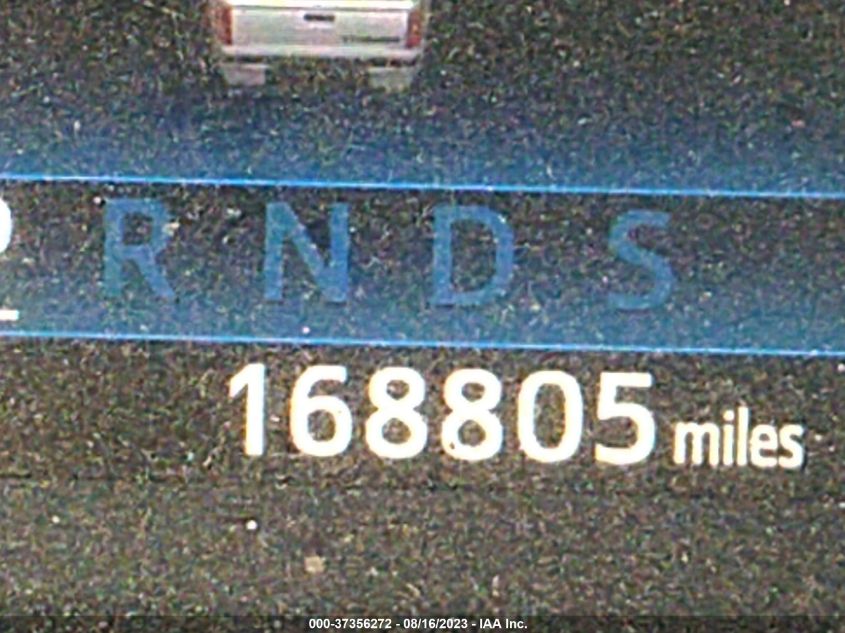 P R N D S
168805 miles
000-37356272 - 08/16/2023 - IAA Inc.